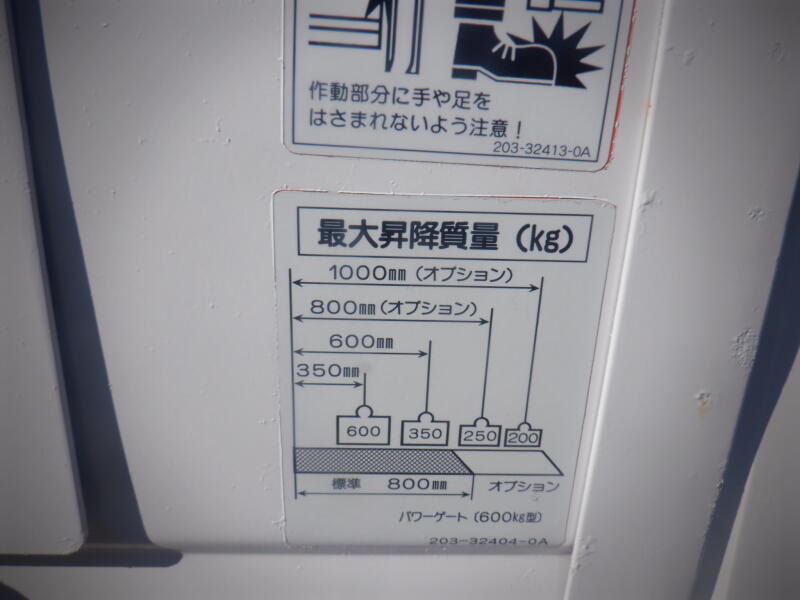 作動部分に手や足を
はさまれないよう注意！
203-32413-0A
最大昇降質量（kg）
1000mm（オプション）
800mm（オプション）
600mm
350mm
600 350 250 200
標準 800mm オプション
パワーゲート（600kg型）
203-32404-0A